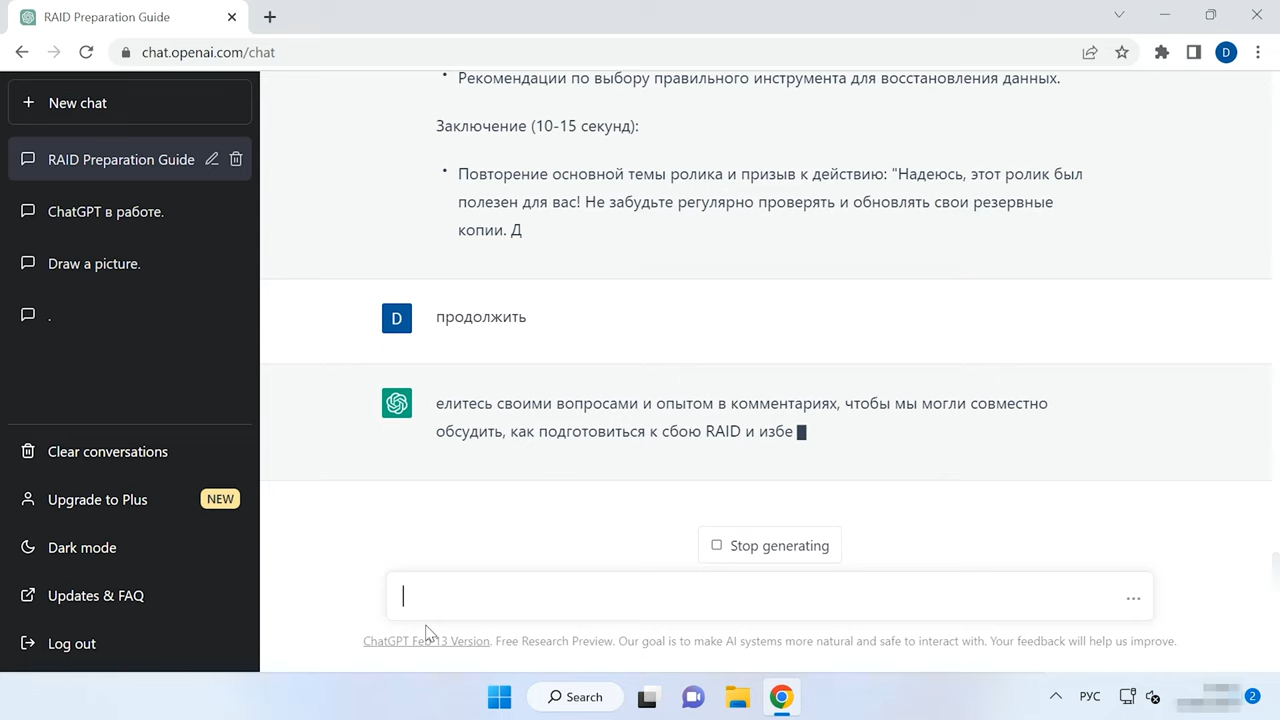 RAID Preparation Guide
chat.openai.com/chat
D
New chat
RAID Preparation Guide
ChatGPT в работе.
Draw a picture.
.
Clear conversations
Upgrade to Plus
NEW
Dark mode
Updates & FAQ
Log out
• Рекомендации по выбору правильного инструмента для восстановления данных.
Заключение (10-15 секунд):
• Повторение основной темы ролика и призыв к действию: "Надеюсь, этот ролик был
полезен для вас! Не забудьте регулярно проверять и обновлять свои резервные
копии. Д
D
продолжить
елитесь своими вопросами и опытом в комментариях, чтобы мы могли совместно
обсудить, как подготовиться к сбою RAID и избе
Stop generating
...
ChatGPT Feb 13 Version. Free Research Preview. Our goal is to make AI systems more natural and safe to interact with. Your feedback will help us improve.
Search
РУС
2